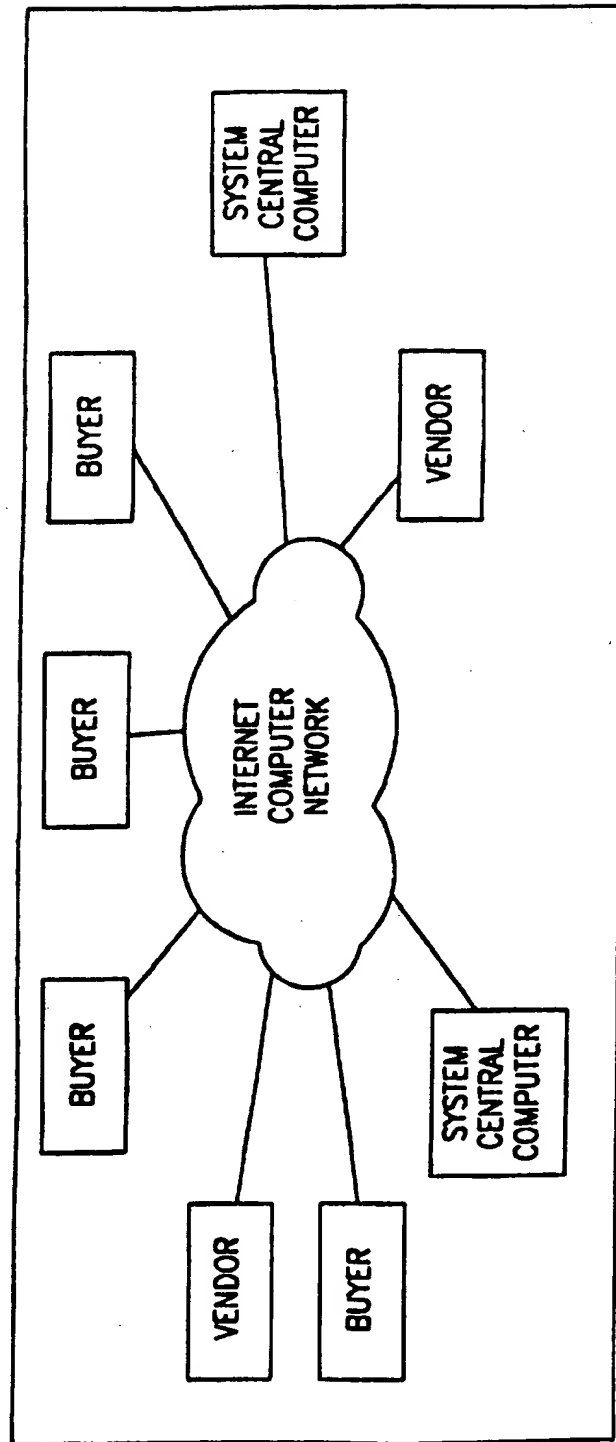 BUYER
BUYER
BUYER
VENDOR
INTERNET
COMPUTER
NETWORK
SYSTEM
CENTRAL
COMPUTER
BUYER
VENDOR
SYSTEM
CENTRAL
COMPUTER